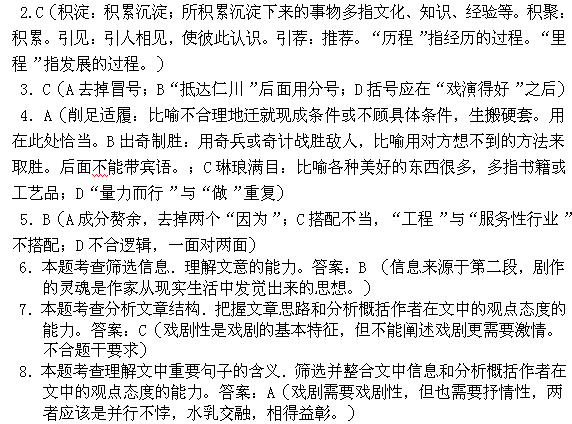 2.C（积淀：积累沉淀；所积累沉淀下来的事物多指文化、知识、经验等。积聚：
积累。引见：引人相见，使彼此认识。引荐：推荐。“历程”指经历的过程。“里
程”指发展的过程。）
3．C（A去掉冒号；B“抵达仁川”后面用分号；D括号应在“戏演得好”之后）
4．A（削足适履：比喻不合理地迁就现成条件或不顾具体条件，生搬硬套。用
在此处恰当。B出奇制胜：用奇兵或奇计战胜敌人，比喻用对方想不到的方法来
取胜。后面不能带宾语。；C琳琅满目：比喻各种美好的东西很多，多指书籍或
工艺品；D“量力而行”与“做”重复）
5．B（A成分赘余，去掉两个“因为”；C搭配不当，“工程”与“服务性行业”
不搭配；D不合逻辑，一面对两面）
6．本题考查筛选信息．理解文意的能力。答案：B （信息来源于第二段，剧作
的灵魂是作家从现实生活中发觉出来的思想。）
7．本题考查分析文章结构．把握文章思路和分析概括作者在文中的观点态度的
能力。答案：C（戏剧性是戏剧的基本特征，但不能阐述戏剧更需要激情。
不合题干要求）
8．本题考查理解文中重要句子的含义．筛选并整合文中信息和分析概括作者在
文中的观点态度的能力。答案：A（戏剧需要戏剧性，但也需要抒情性，两
者应该是并行不悖，水乳交融，相得益彰。）